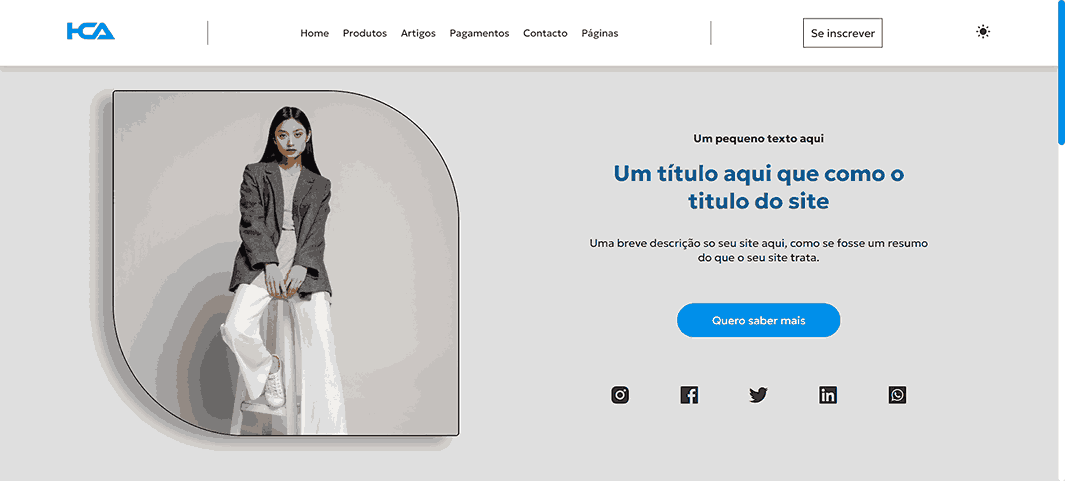 HCA
Home Produtos Artigos Pagamentos Contacto Páginas
Se inscrever
Um pequeno texto aqui
Um título aqui que como o
titulo do site
Uma breve descrição so seu site aqui, como se fosse um resumo
do que o seu site trata.
Quero saber mais